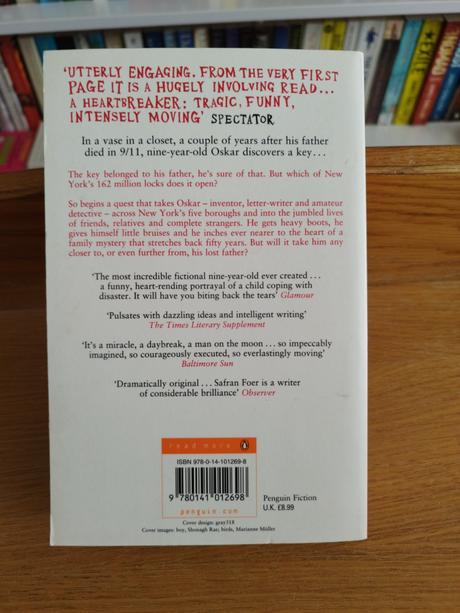 ‘UTTERLY ENGAGING. FROM THE VERY FIRST
PAGE IT IS A HUGELY INVOLVING READ...
A HEARTBREAKER: TRAGIC, FUNNY,
INTENSELY MOVING’ SPECTATOR
In a vase in a closet, a couple of years after his father
died in 9/11, nine-year-old Oskar discovers a key...
The key belonged to his father, he's sure of that. But which of New
York's 162 million locks does it open?
So begins a quest that takes Oskar – inventor, letter-writer and amateur
detective – across New York's five boroughs and into the jumbled lives
of friends, relatives and complete strangers. He gets heavy boots, he
gives himself little bruises and he inches ever nearer to the heart of a
family mystery that stretches back fifty years. But will it take him any
closer to, or even further from, his lost father?
‘The most incredible fictional nine-year-old ever created...
a funny, heart-rending portrayal of a child coping with
disaster. It will have you biting back the tears’ Glamour
‘Pulsates with dazzling ideas and intelligent writing’
The Times Literary Supplement
‘It's a miracle, a daybreak, a man on the moon... so impeccably
imagined, so courageously executed, so everlastingly moving’
Baltimore Sun
‘Dramatically original... Safran Foer is a writer
of considerable brilliance’ Observer
read more
ISBN 978-0-14-101269-8
9 780141 012698
penguin.com
Penguin Fiction
U.K. £8.99
Cover design: gray318
Cover images: boy, Shonagh Rae; birds, Marianne Müller
EXILE